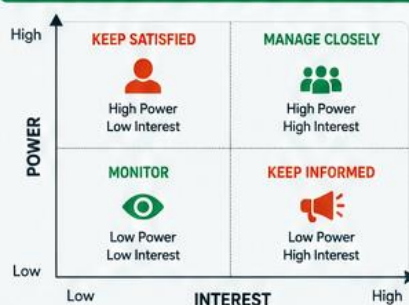 High
POWER
Low
KEEP SATISFIED
High Power
Low Interest
MANAGE CLOSELY
High Power
High Interest
MONITOR
Low Power
Low Interest
KEEP INFORMED
Low Power
High Interest
Low
INTEREST
High